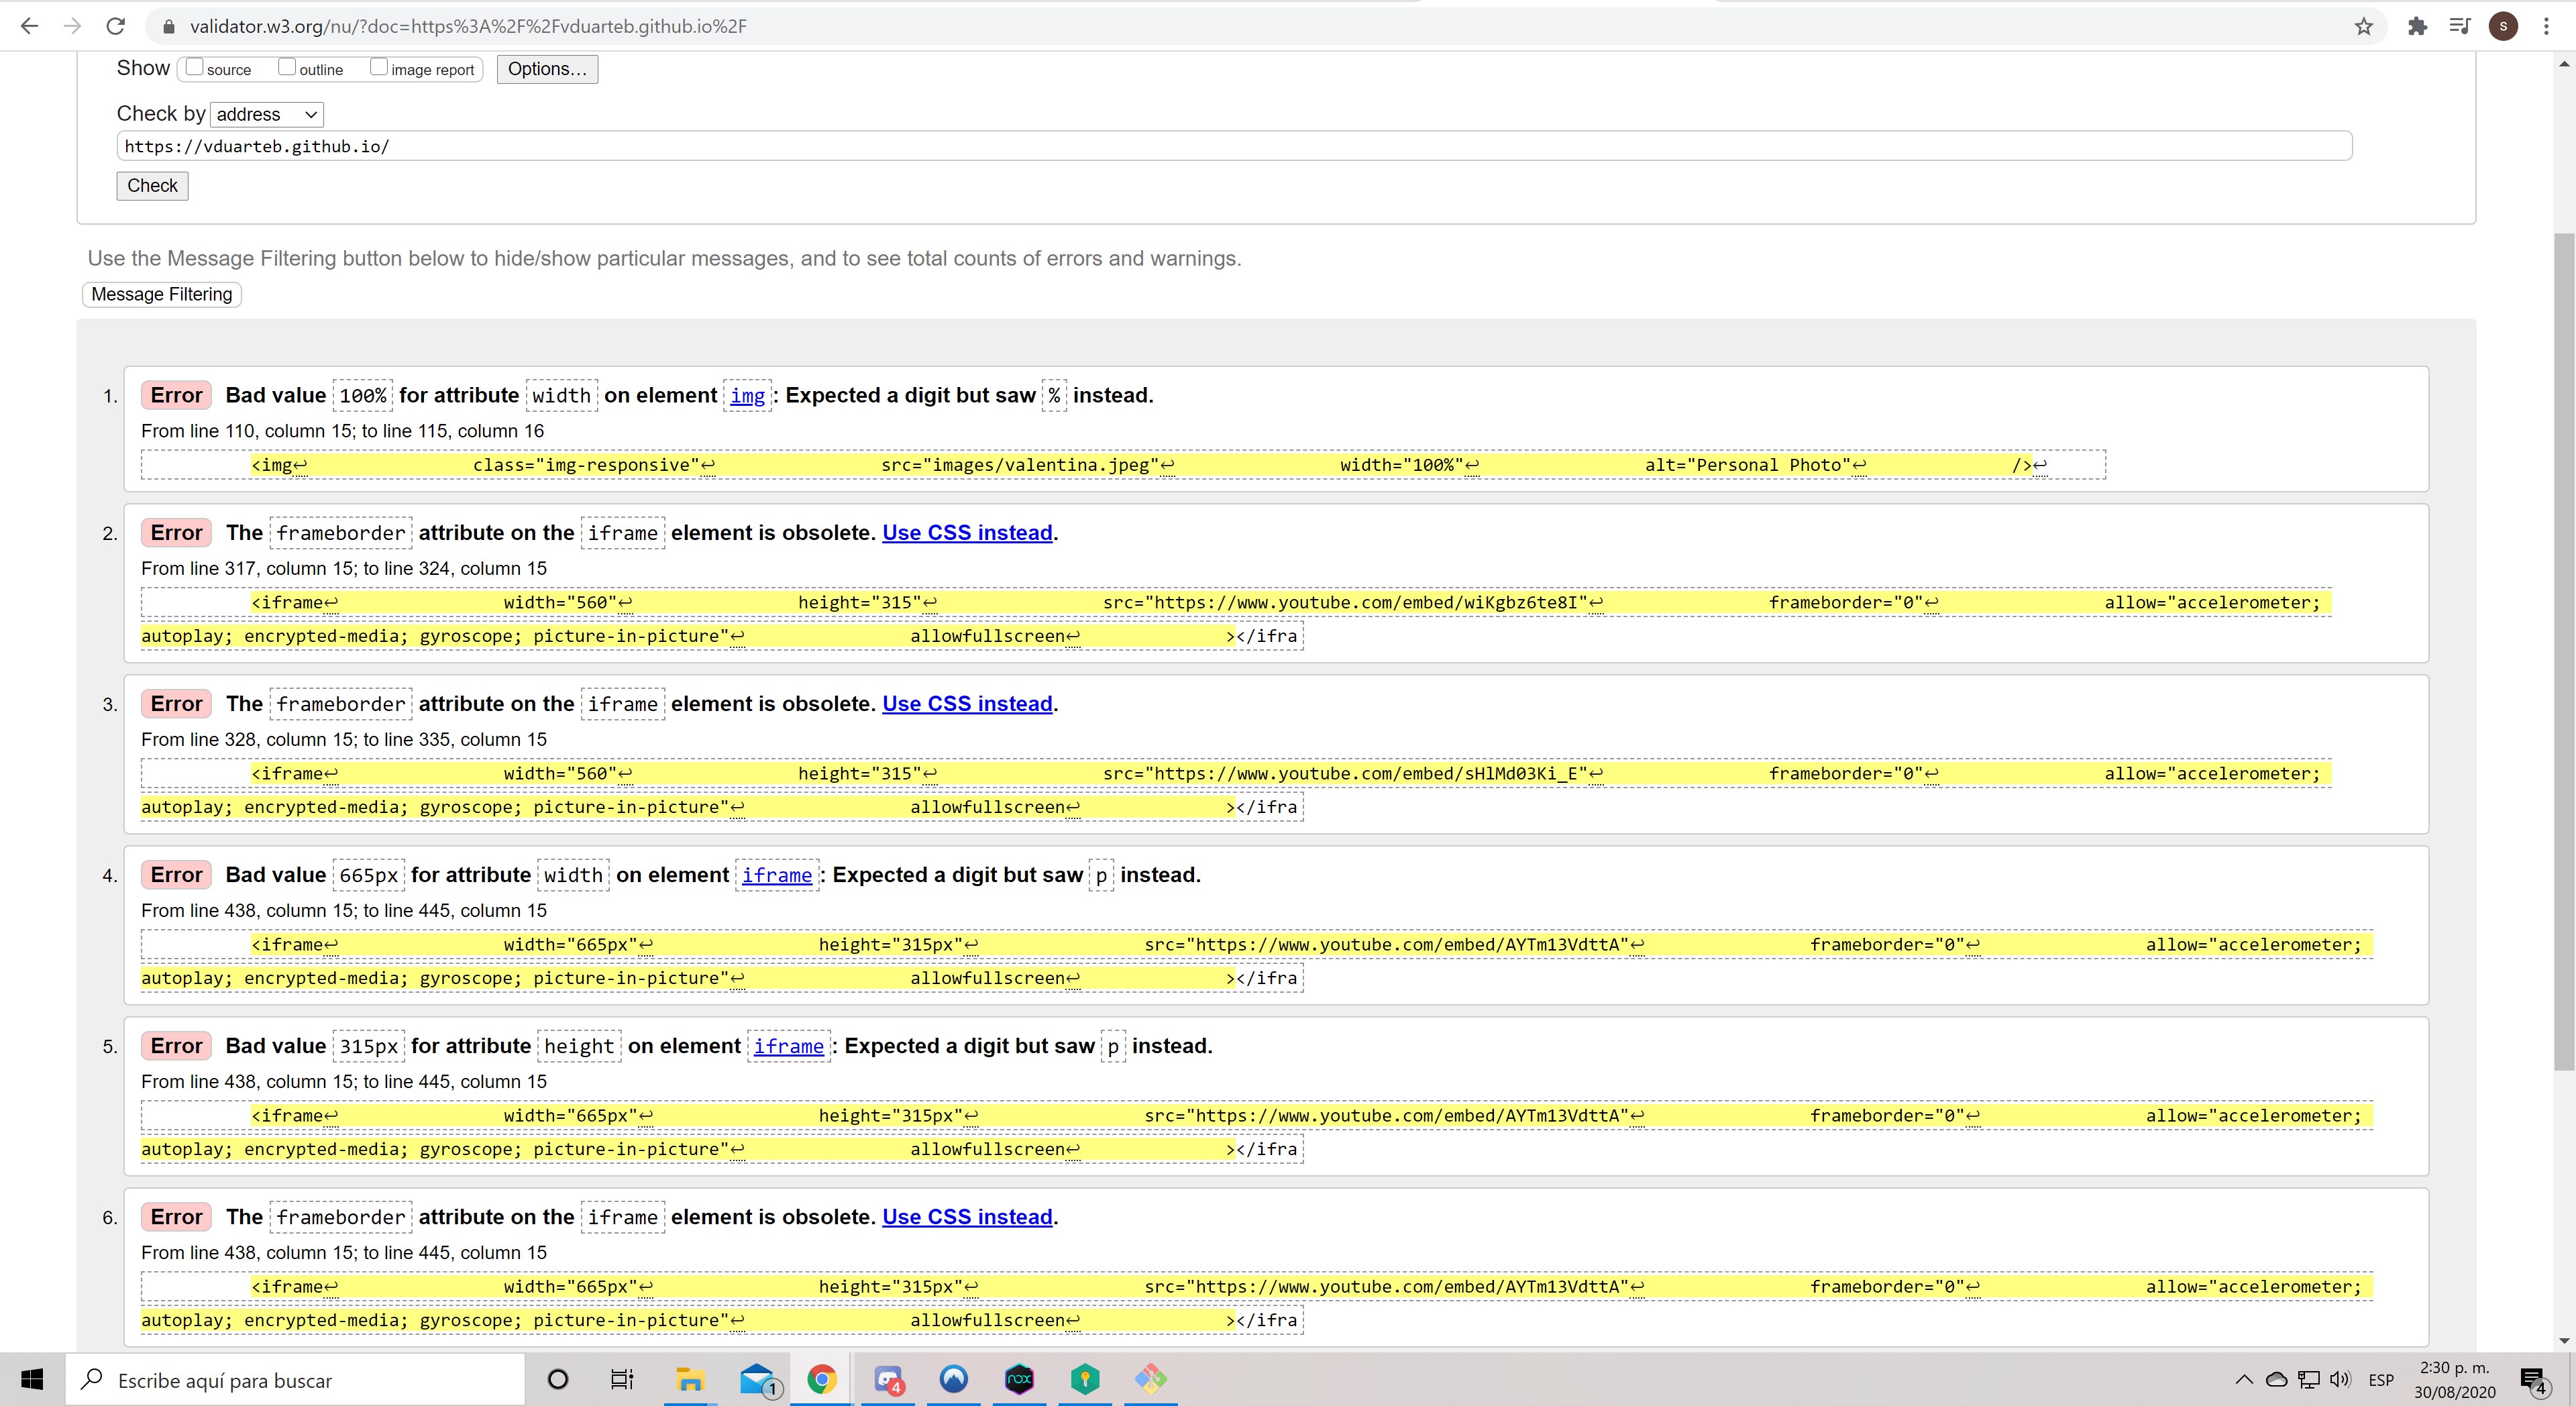 validator.w3.org/nu/?doc=https%3A%2F%2Fvduarteb.github.io%2F
S
Show source outline image report Options...
Check by address
https://vduarteb.github.io/
Check
Use the Message Filtering button below to hide/show particular messages, and to see total counts of errors and warnings.
Message Filtering
1. Error Bad value 100% for attribute width on element img: Expected a digit but saw % instead.
From line 110, column 15; to line 115, column 16
<img↩ class="img-responsive"↩ src="images/valentina.jpeg"↩ width="100%"↩ alt="Personal Photo"↩ />↩
2. Error The frameborder attribute on the iframe element is obsolete. Use CSS instead.
From line 317, column 15; to line 324, column 15
<iframe↩ width="560"↩ height="315"↩ src="https://www.youtube.com/embed/wiKgbz6te8I"↩ frameborder="0"↩ allow="accelerometer;
autoplay; encrypted-media; gyroscope; picture-in-picture"↩ allowfullscreen↩ ></ifra
3. Error The frameborder attribute on the iframe element is obsolete. Use CSS instead.
From line 328, column 15; to line 335, column 15
<iframe↩ width="560"↩ height="315"↩ src="https://www.youtube.com/embed/sHlMd03Ki_E"↩ frameborder="0"↩ allow="accelerometer;
autoplay; encrypted-media; gyroscope; picture-in-picture"↩ allowfullscreen↩ ></ifra
4. Error Bad value 665px for attribute width on element iframe: Expected a digit but saw p instead.
From line 438, column 15; to line 445, column 15
<iframe↩ width="665px"↩ height="315px"↩ src="https://www.youtube.com/embed/AYTm13VdttA"↩ frameborder="0"↩ allow="accelerometer;
autoplay; encrypted-media; gyroscope; picture-in-picture"↩ allowfullscreen↩ ></ifra
5. Error Bad value 315px for attribute height on element iframe: Expected a digit but saw p instead.
From line 438, column 15; to line 445, column 15
<iframe↩ width="665px"↩ height="315px"↩ src="https://www.youtube.com/embed/AYTm13VdttA"↩ frameborder="0"↩ allow="accelerometer;
autoplay; encrypted-media; gyroscope; picture-in-picture"↩ allowfullscreen↩ ></ifra
6. Error The frameborder attribute on the iframe element is obsolete. Use CSS instead.
From line 438, column 15; to line 445, column 15
<iframe↩ width="665px"↩ height="315px"↩ src="https://www.youtube.com/embed/AYTm13VdttA"↩ frameborder="0"↩ allow="accelerometer;
autoplay; encrypted-media; gyroscope; picture-in-picture"↩ allowfullscreen↩ ></ifra
Escribe aquí para buscar
1
4
nox
ESP
2:30 p. m.
30/08/2020
4